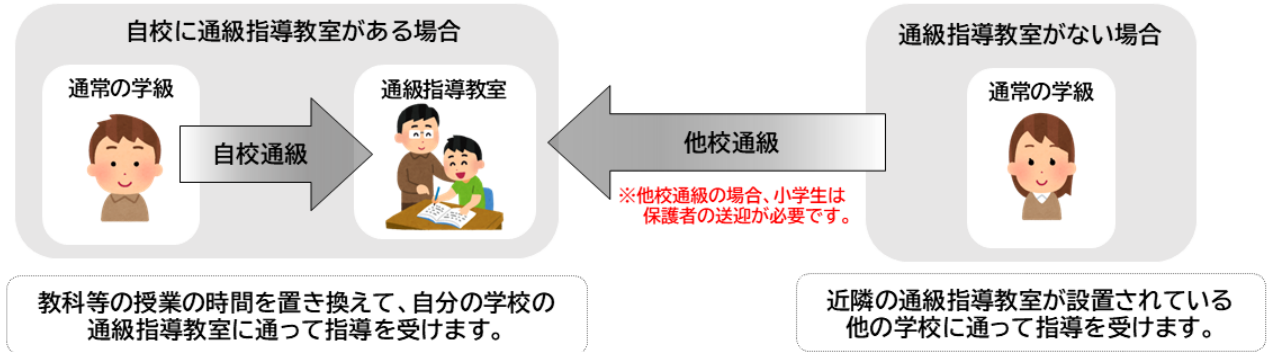 自校に通級指導教室がある場合
通常の学級
通級指導教室
自校通級
教科等の授業の時間を置き換えて、自分の学校の
通級指導教室に通って指導を受けます。
他校通級
※他校通級の場合、小学生は
保護者の送迎が必要です。
通級指導教室がない場合
通常の学級
近隣の通級指導教室が設置されている
他の学校に通って指導を受けます。